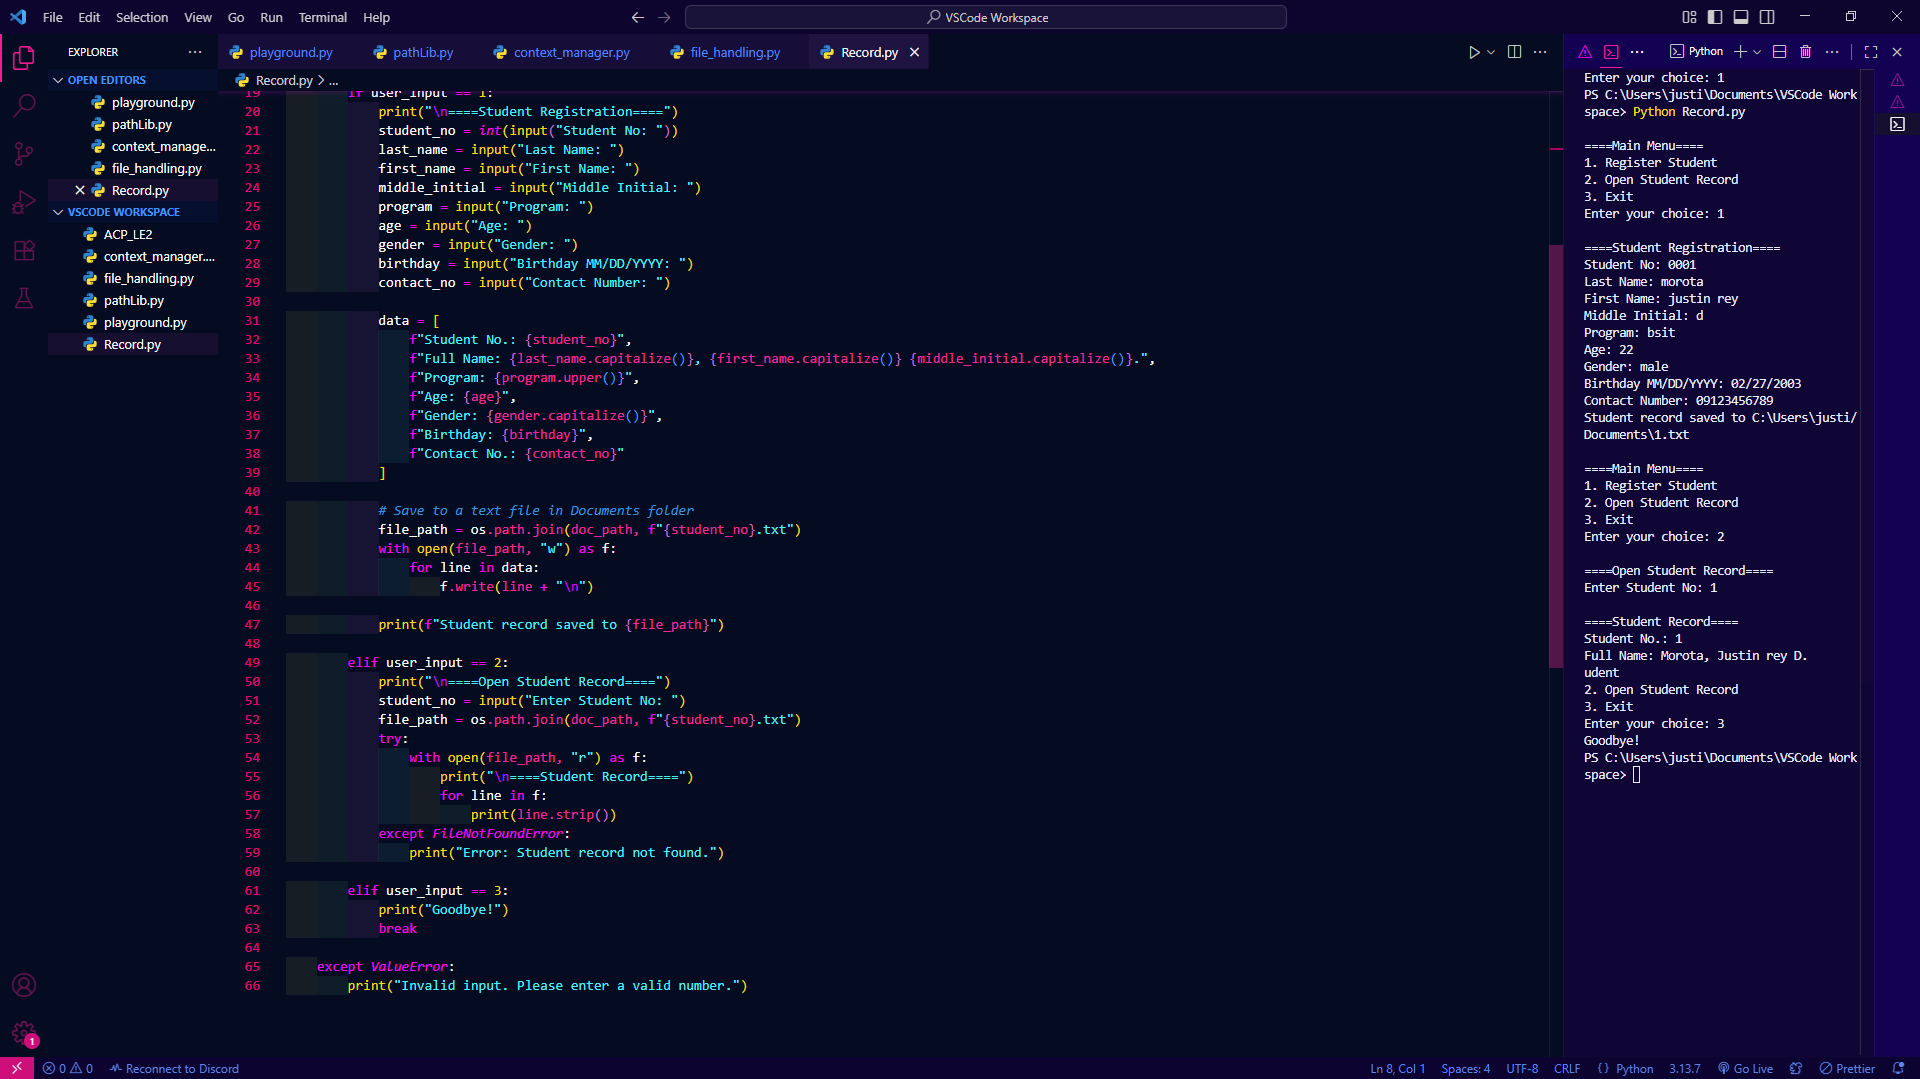 File Edit Selection View Go Run Terminal Help
VSCode Workspace
EXPLORER
OPEN EDITORS
playground.py
pathLib.py
context_manage...
file_handling.py
Record.py
VSCODE WORKSPACE
ACP_LE2
context_manager....
file_handling.py
pathLib.py
playground.py
Record.py
playground.py pathLib.py context_manager.py file_handling.py Record.py
Record.py > ...
19 if user_input == 1:
20 print("\n====Student Registration====")
21 student_no = int(input("Student No: "))
22 last_name = input("Last Name: ")
23 first_name = input("First Name: ")
24 middle_initial = input("Middle Initial: ")
25 program = input("Program: ")
26 age = input("Age: ")
27 gender = input("Gender: ")
28 birthday = input("Birthday MM/DD/YYYY: ")
29 contact_no = input("Contact Number: ")
30
31 data = [
32 f"Student No.: {student_no}",
33 f"Full Name: {last_name.capitalize()}, {first_name.capitalize()} {middle_initial.capitalize()}.",
34 f"Program: {program.upper()}",
35 f"Age: {age}",
36 f"Gender: {gender.capitalize()}",
37 f"Birthday: {birthday}",
38 f"Contact No.: {contact_no}"
39 ]
40
41 # Save to a text file in Documents folder
42 file_path = os.path.join(doc_path, f"{student_no}.txt")
43 with open(file_path, "w") as f:
44 for line in data:
45 f.write(line + "\n")
46
47 print(f"Student record saved to {file_path}")
48
49 elif user_input == 2:
50 print("\n====Open Student Record====")
51 student_no = input("Enter Student No: ")
52 file_path = os.path.join(doc_path, f"{student_no}.txt")
53 try:
54 with open(file_path, "r") as f:
55 print("\n====Student Record====")
56 for line in f:
57 print(line.strip())
58 except FileNotFoundError:
59 print("Error: Student record not found.")
60
61 elif user_input == 3:
62 print("Goodbye!")
63 break
64
65 except ValueError:
66 print("Invalid input. Please enter a valid number.")
Python
Enter your choice: 1
PS C:\Users\justi\Documents\VSCode Work
space> Python Record.py
====Main Menu====
1. Register Student
2. Open Student Record
3. Exit
Enter your choice: 1
====Student Registration====
Student No: 0001
Last Name: morota
First Name: justin rey
Middle Initial: d
Program: bsit
Age: 22
Gender: male
Birthday MM/DD/YYYY: 02/27/2003
Contact Number: 09123456789
Student record saved to C:\Users\justi/
Documents\1.txt
====Main Menu====
1. Register Student
2. Open Student Record
3. Exit
Enter your choice: 2
====Open Student Record====
Enter Student No: 1
====Student Record====
Student No.: 1
Full Name: Morota, Justin rey D.
udent
2. Open Student Record
3. Exit
Enter your choice: 3
Goodbye!
PS C:\Users\justi\Documents\VSCode Work
space>
1
0 0 Reconnect to Discord
Ln 8, Col 1 Spaces: 4 UTF-8 CRLF {} Python 3.13.7 Go Live Prettier